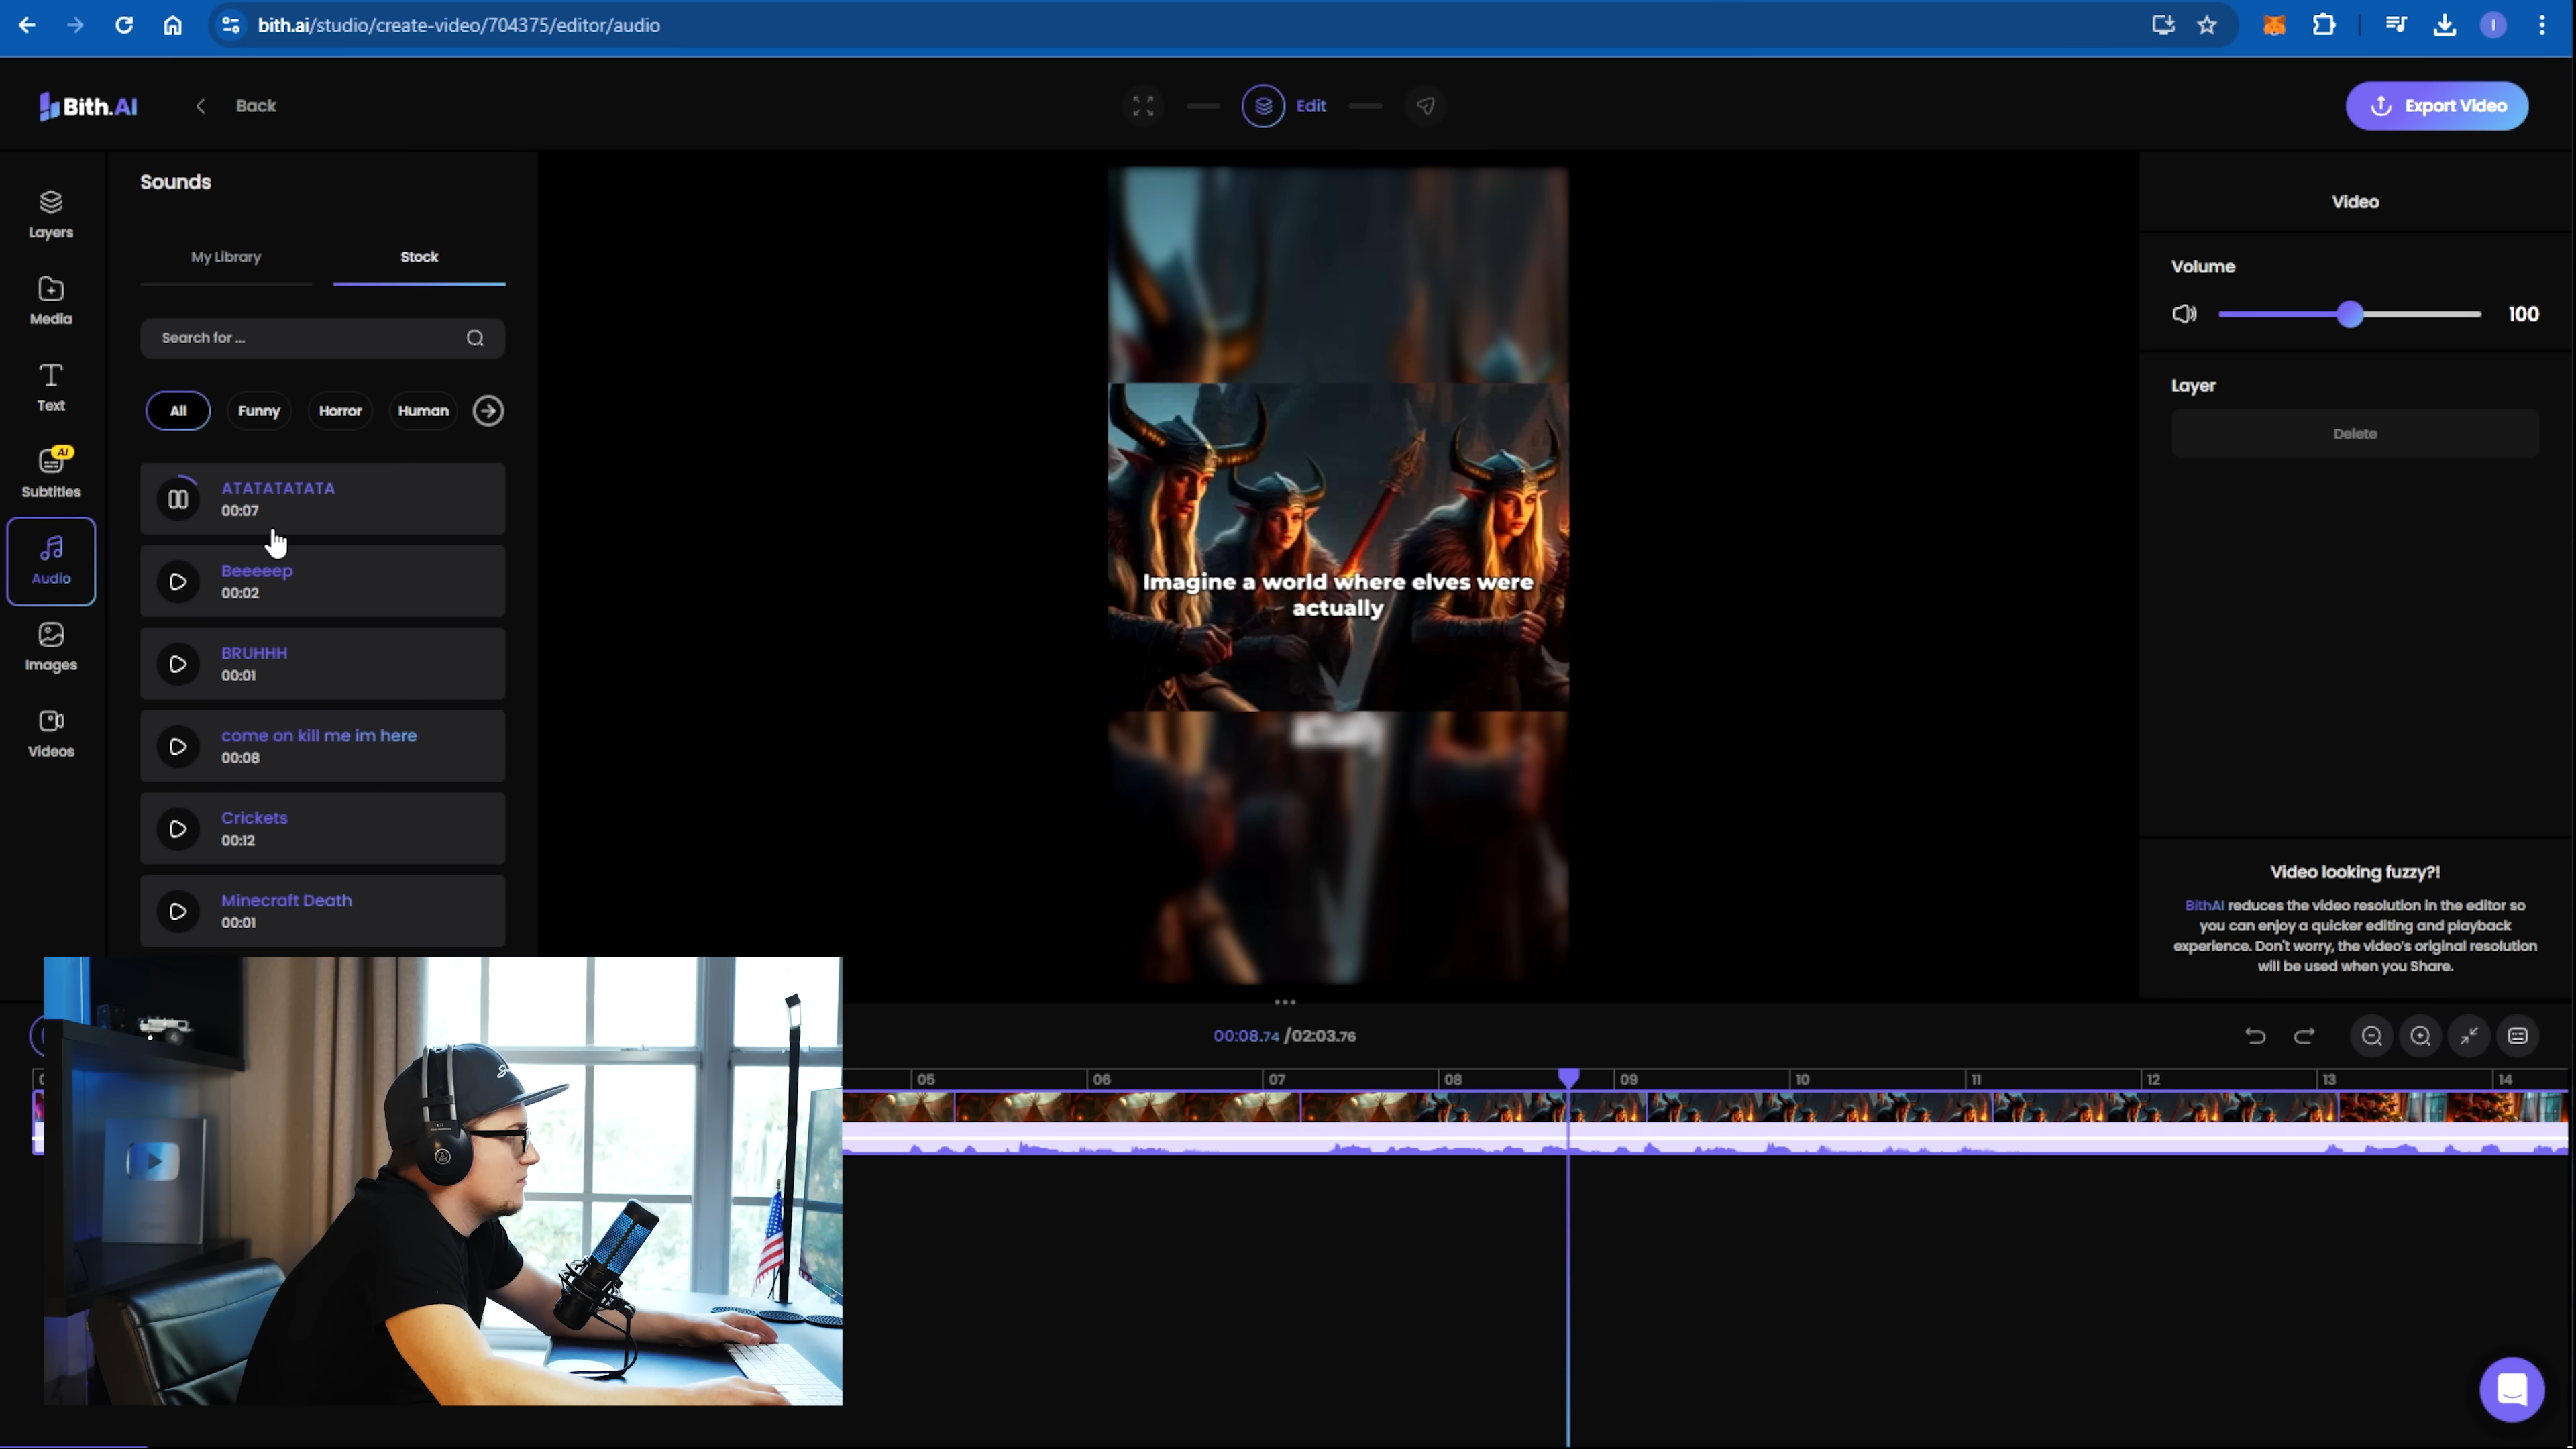 bith.ai/studio/create-video/704375/editor/audio
I
Bith.AI
Back
Edit
Export Video
Layers
Media
Text
AI
Subtitles
Audio
Images
Videos
Sounds
My Library
Stock
Search for ...
All
Funny
Horror
Human
ATATATATATA
00:07
Beeeeep
00:02
BRUHHH
00:01
come on kill me im here
00:08
Crickets
00:12
Minecraft Death
00:01
Imagine a world where elves were
actually
Video
Volume
100
Layer
Delete
Video looking fuzzy?!
BithAI reduces the video resolution in the editor so
you can enjoy a quicker editing and playback
experience. Don't worry, the video's original resolution
will be used when you Share.
00:08.74 /02:03.76
05
06
07
08
09
10
11
12
13
14